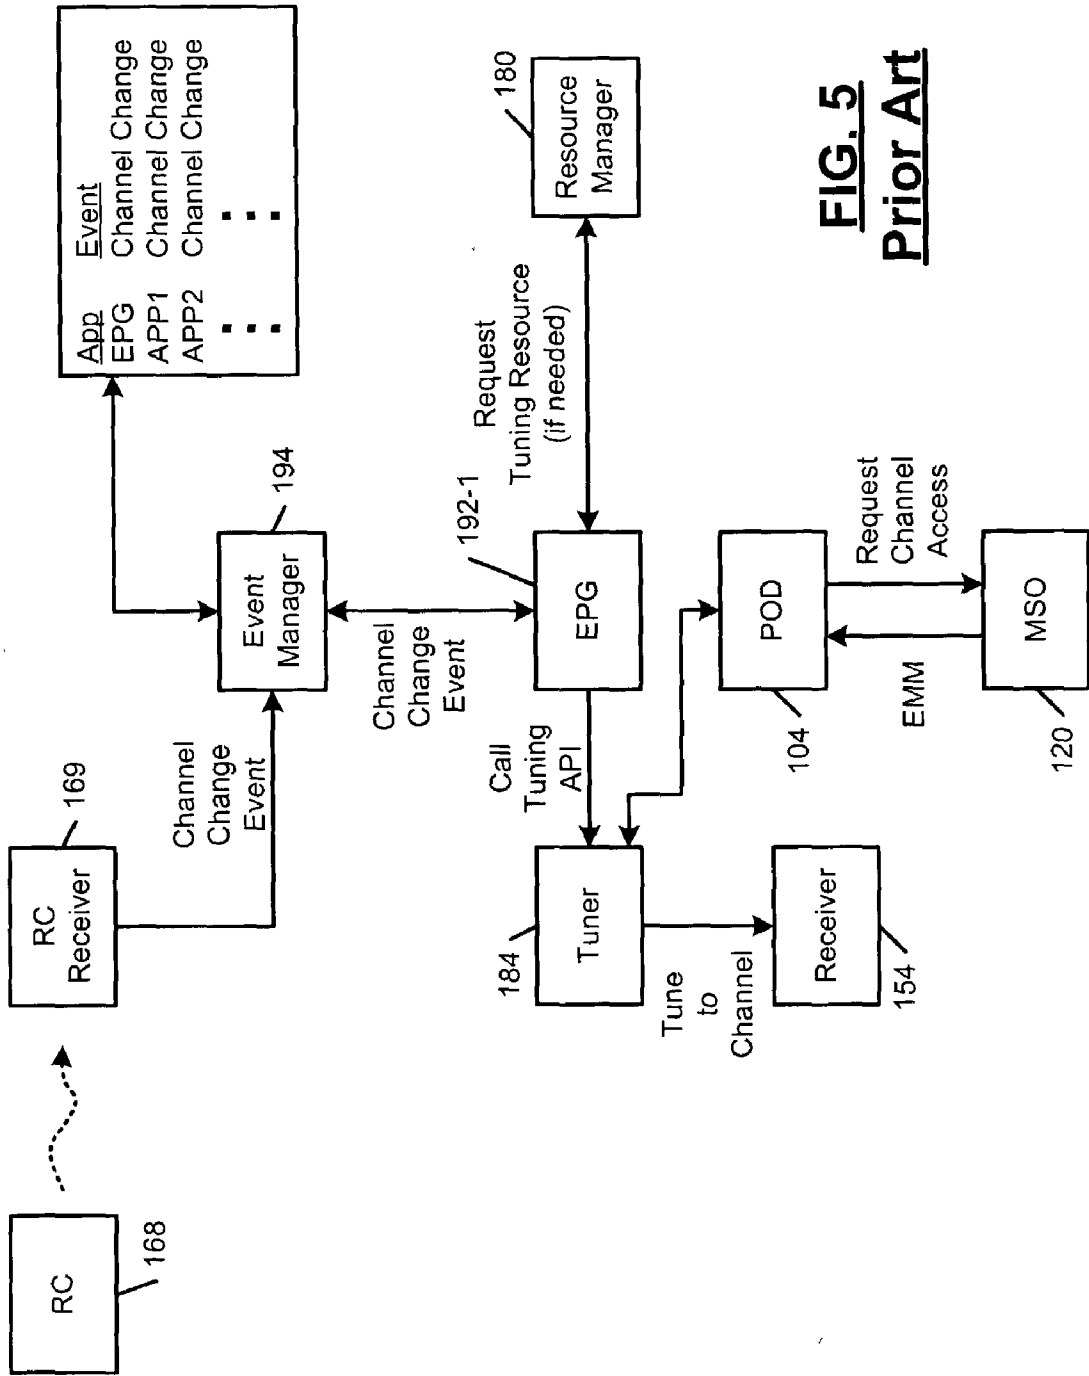 RC
168
RC
Receiver
169
Channel
Change
Event
Event
Manager
194
App Event
EPG Channel Change
APP1 Channel Change
APP2 Channel Change
Channel
Change
Event
EPG
192-1
Request
Tuning Resource
(if needed)
Resource
Manager
180
Call
Tuning
API
Tuner
184
Tune
to
Channel
Receiver
154
POD
104
Request
Channel
Access
EMM
MSO
120
FIG. 5
Prior Art